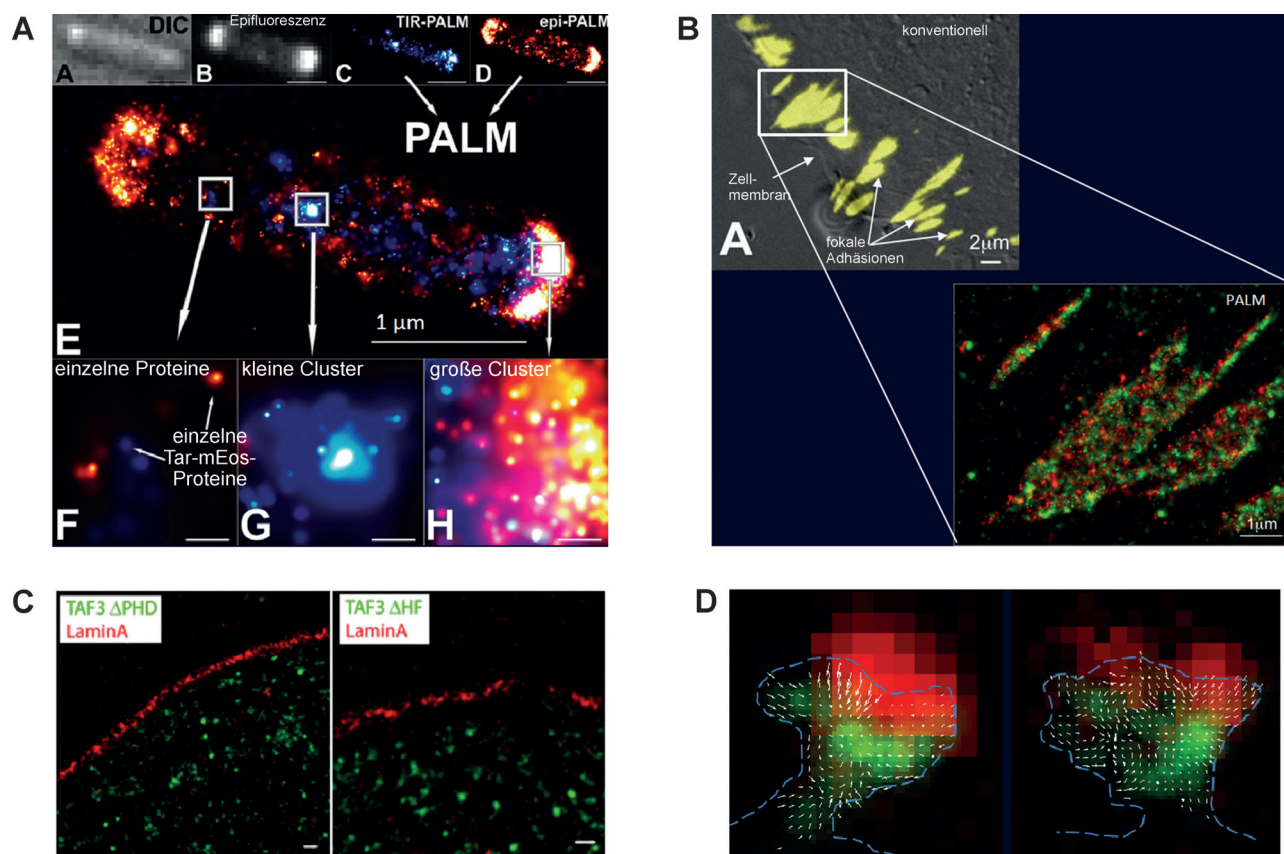 A
DIC
Epifluoreszenz
TIR-PALM
epi-PALM
A
B
C
D
PALM
1 µm
E
einzelne Proteine
kleine Cluster
große Cluster
einzelne
Tar-mEos-
Proteine
F
G
H
B
konventionell
Zell-
membran
fokale
Adhäsionen
A
2µm
PALM
1µm
C
TAF3 ΔPHD
LaminA
TAF3 ΔHF
LaminA
D